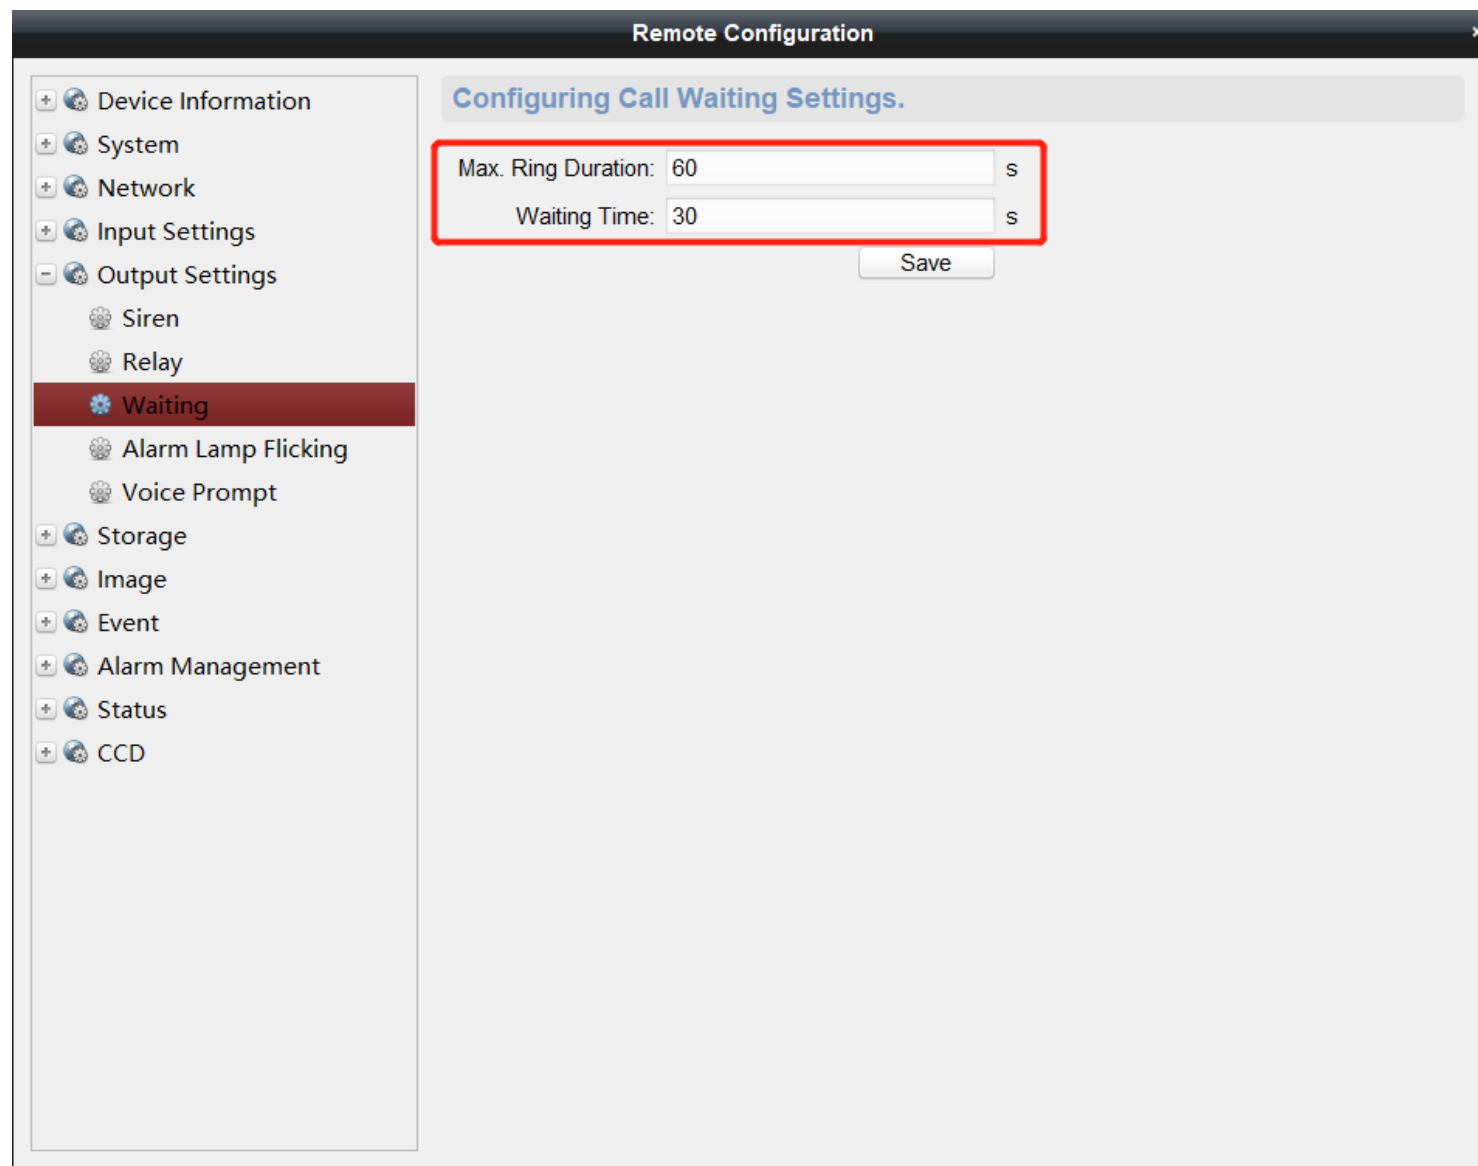 Remote Configuration
Device Information
System
Network
Input Settings
Output Settings
Siren
Relay
Waiting
Alarm Lamp Flicking
Voice Prompt
Storage
Image
Event
Alarm Management
Status
CCD
Configuring Call Waiting Settings.
Max. Ring Duration: 60 s
Waiting Time: 30 s
Save